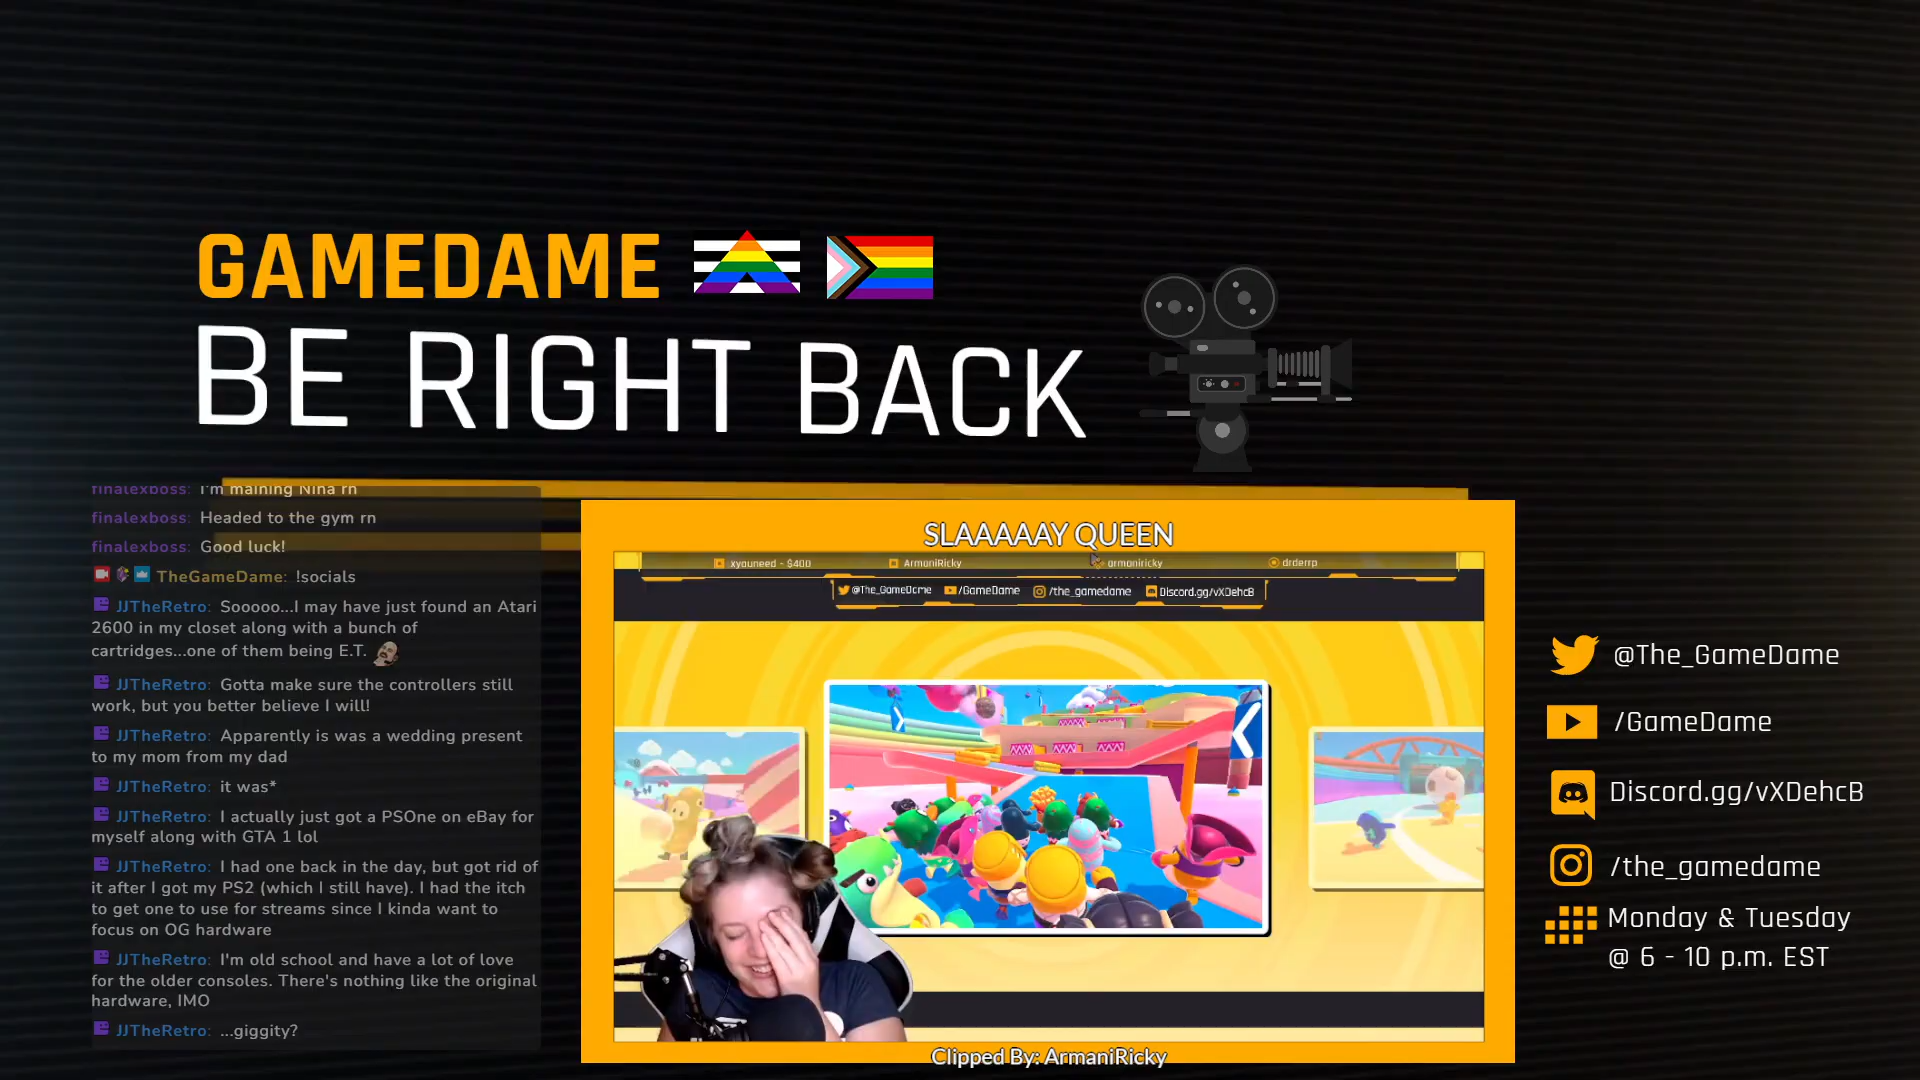 GAMEDAME
BE RIGHT BACK
finalexboss: I'm maining Nina rn
finalexboss: Headed to the gym rn
finalexboss: Good luck!
TheGameDame: !socials
JJTheRetro: Sooooo...I may have just found an Atari
2600 in my closet along with a bunch of
cartridges...one of them being E.T.
JJTheRetro: Gotta make sure the controllers still
work, but you better believe I will!
JJTheRetro: Apparently is was a wedding present
to my mom from my dad
JJTheRetro: it was*
JJTheRetro: I actually just got a PSOne on eBay for
myself along with GTA 1 lol
JJTheRetro: I had one back in the day, but got rid of
it after I got my PS2 (which I still have). I had the itch
to get one to use for streams since I kinda want to
focus on OG hardware
JJTheRetro: I'm old school and have a lot of love
for the older consoles. There's nothing like the original
hardware, IMO
JJTheRetro: ...giggity?
SLAAAAAY QUEEN
xyouneed - $400 ArmaniRicky armaniricky drderrp
@The_GameDame /GameDame /the_gamedame Discord.gg/vXDehcB
Clipped By: ArmaniRicky
@The_GameDame
/GameDame
Discord.gg/vXDehcB
/the_gamedame
Monday & Tuesday
@ 6 - 10 p.m. EST